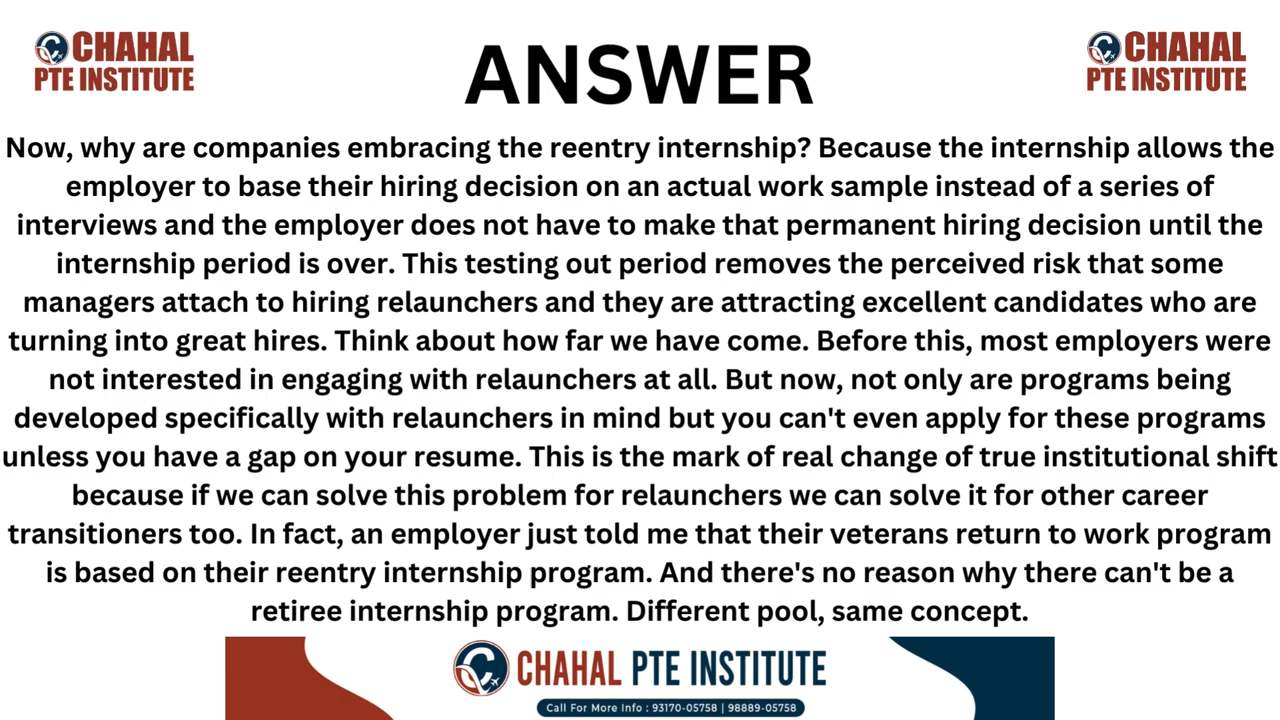 CHAHAL
PTE INSTITUTE
ANSWER
CHAHAL
PTE INSTITUTE
Now, why are companies embracing the reentry internship? Because the internship allows the
employer to base their hiring decision on an actual work sample instead of a series of
interviews and the employer does not have to make that permanent hiring decision until the
internship period is over. This testing out period removes the perceived risk that some
managers attach to hiring relaunchers and they are attracting excellent candidates who are
turning into great hires. Think about how far we have come. Before this, most employers were
not interested in engaging with relaunchers at all. But now, not only are programs being
developed specifically with relaunchers in mind but you can't even apply for these programs
unless you have a gap on your resume. This is the mark of real change of true institutional shift
because if we can solve this problem for relaunchers we can solve it for other career
transitioners too. In fact, an employer just told me that their veterans return to work program
is based on their reentry internship program. And there's no reason why there can't be a
retiree internship program. Different pool, same concept.
CHAHAL PTE INSTITUTE
Call For More Info : 93170-05758 | 98889-05758